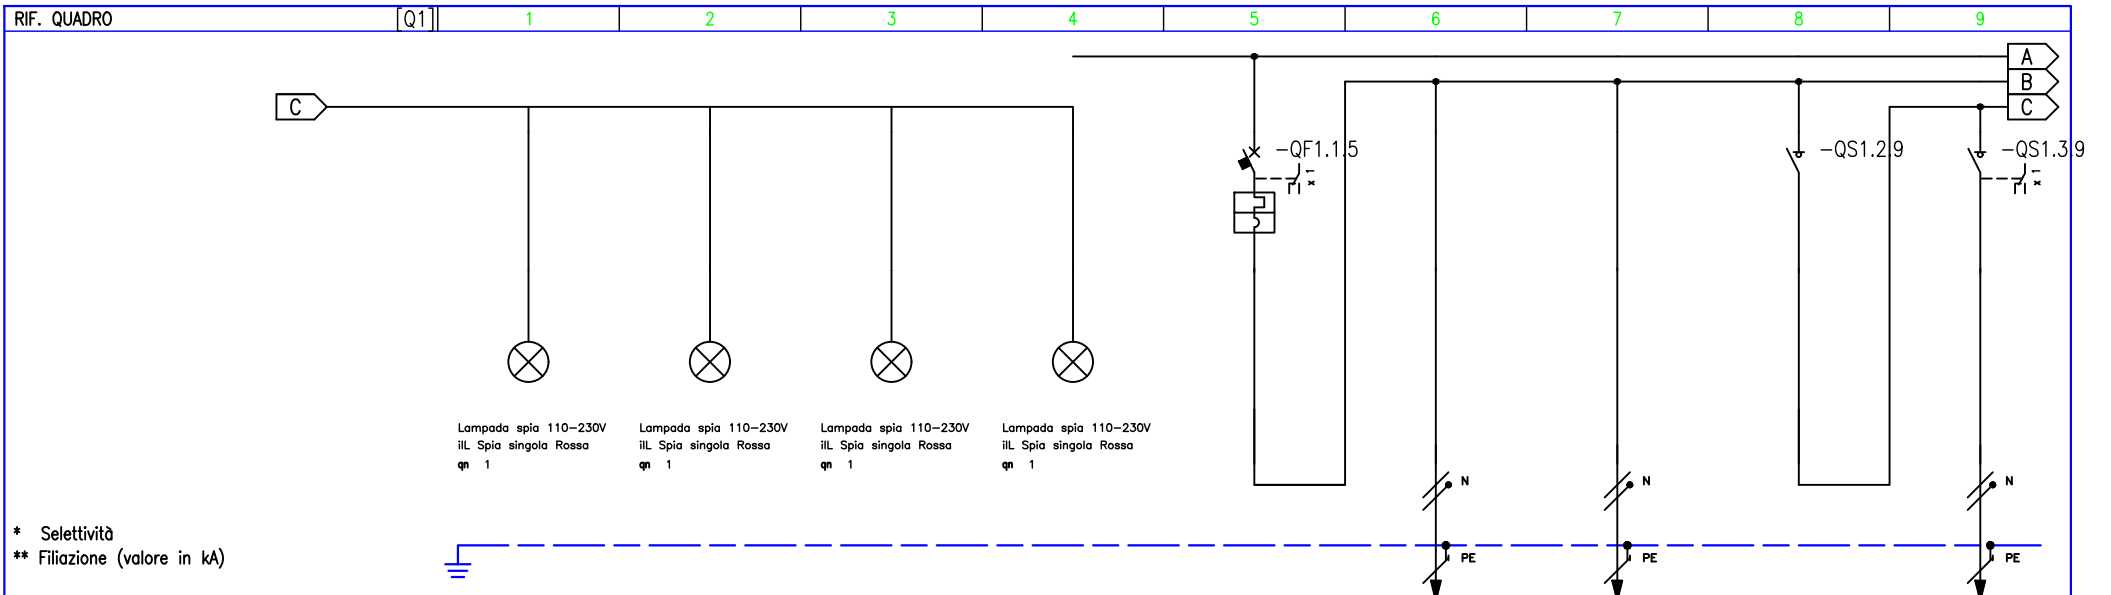 RIF. QUADRO [Q1] 1 2 3 4 5 6 7 8 9
A
B
C C
-QF1.1.5 -QS1.2.9 -QS1.3.9
x 1 x 1
Lampada spia 110-230V Lampada spia 110-230V Lampada spia 110-230V Lampada spia 110-230V
iIL Spia singola Rossa iIL Spia singola Rossa iIL Spia singola Rossa iIL Spia singola Rossa
qn 1 qn 1 qn 1 qn 1
N N N
* Selettività
** Filiazione (valore in kA) PE PE PE